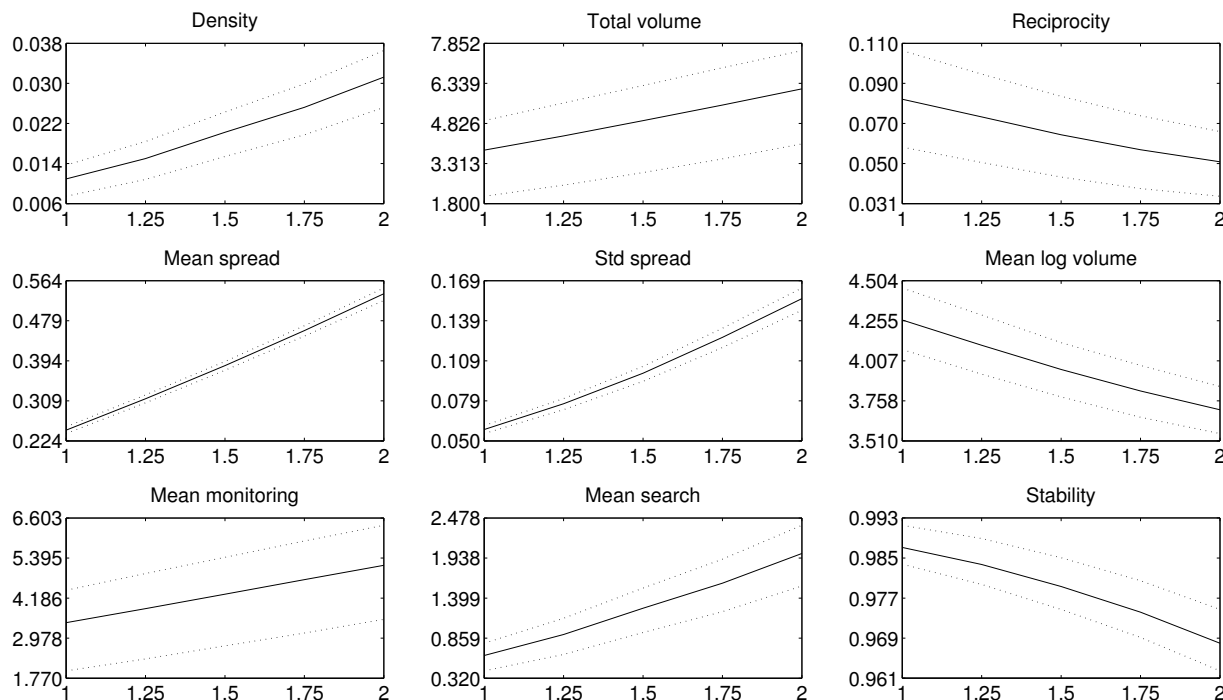 Density
0.038
0.030
0.022
0.014
0.006
1 1.25 1.5 1.75 2
Total volume
7.852
6.339
4.826
3.313
1.800
1 1.25 1.5 1.75 2
Reciprocity
0.110
0.090
0.070
0.050
0.031
1 1.25 1.5 1.75 2
Mean spread
0.564
0.479
0.394
0.309
0.224
1 1.25 1.5 1.75 2
Std spread
0.169
0.139
0.109
0.079
0.050
1 1.25 1.5 1.75 2
Mean log volume
4.504
4.255
4.007
3.758
3.510
1 1.25 1.5 1.75 2
Mean monitoring
6.603
5.395
4.186
2.978
1.770
1 1.25 1.5 1.75 2
Mean search
2.478
1.938
1.399
0.859
0.320
1 1.25 1.5 1.75 2
Stability
0.993
0.985
0.977
0.969
0.961
1 1.25 1.5 1.75 2